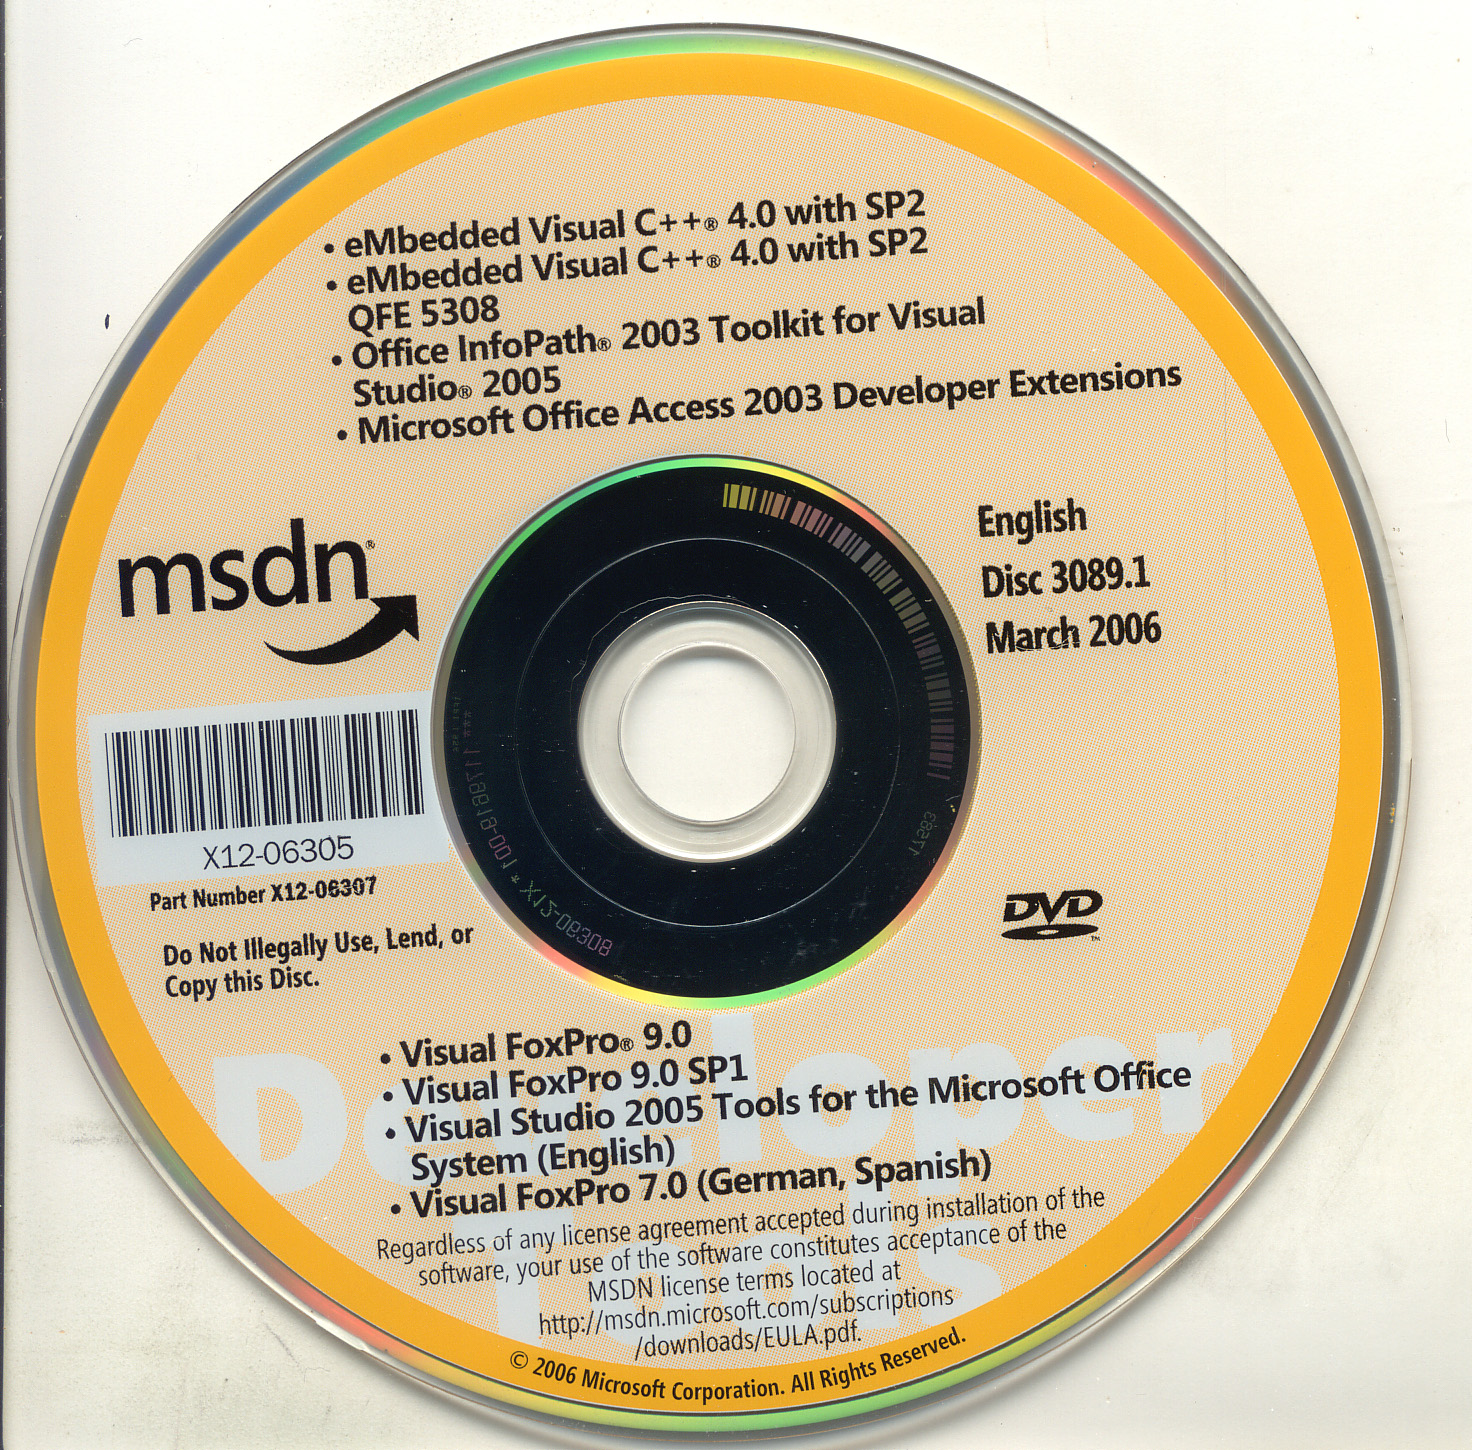 • eMbedded Visual C++® 4.0 with SP2
• eMbedded Visual C++® 4.0 with SP2
QFE 5308
• Office InfoPath® 2003 Toolkit for Visual
Studio® 2005
• Microsoft Office Access 2003 Developer Extensions
msdn®
English
Disc 3089.1
March 2006
X12-06305
Part Number X12-06307
Do Not Illegally Use, Lend, or
Copy this Disc.
DVD™
X12-06308
• Visual FoxPro® 9.0
• Visual FoxPro 9.0 SP1
• Visual Studio 2005 Tools for the Microsoft Office
System (English)
• Visual FoxPro 7.0 (German, Spanish)
Developer
Tools
Regardless of any license agreement accepted during installation of the
software, your use of the software constitutes acceptance of the
MSDN license terms located at
http://msdn.microsoft.com/subscriptions
/downloads/EULA.pdf.
© 2006 Microsoft Corporation. All Rights Reserved.